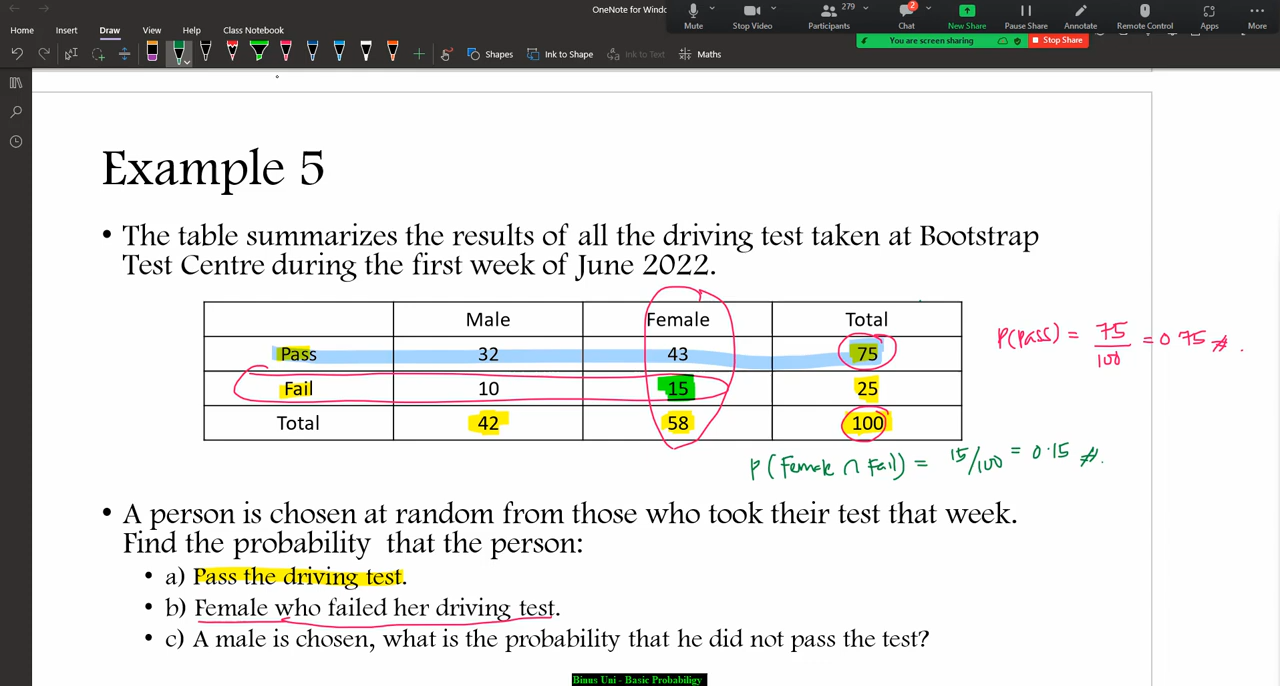 OneNote for Windo
279
2
Mute Stop Video Participants Chat New Share Pause Share Annotate Remote Control Apps More
Home Insert Draw View Help Class Notebook
You are screen sharing Stop Share
Shapes Ink to Shape Ink to Text Maths
Example 5
• The table summarizes the results of all the driving test taken at Bootstrap
Test Centre during the first week of June 2022.
Male Female Total
Pass 32 43 75
Fail 10 15 25
Total 42 58 100
P(Pass) = 75/100 = 0.75 #.
P(Female ∩ Fail) = 15/100 = 0.15 #.
• A person is chosen at random from those who took their test that week.
Find the probability that the person:
• a) Pass the driving test.
• b) Female who failed her driving test.
• c) A male is chosen, what is the probability that he did not pass the test?
Binus Uni - Basic Probabiligy